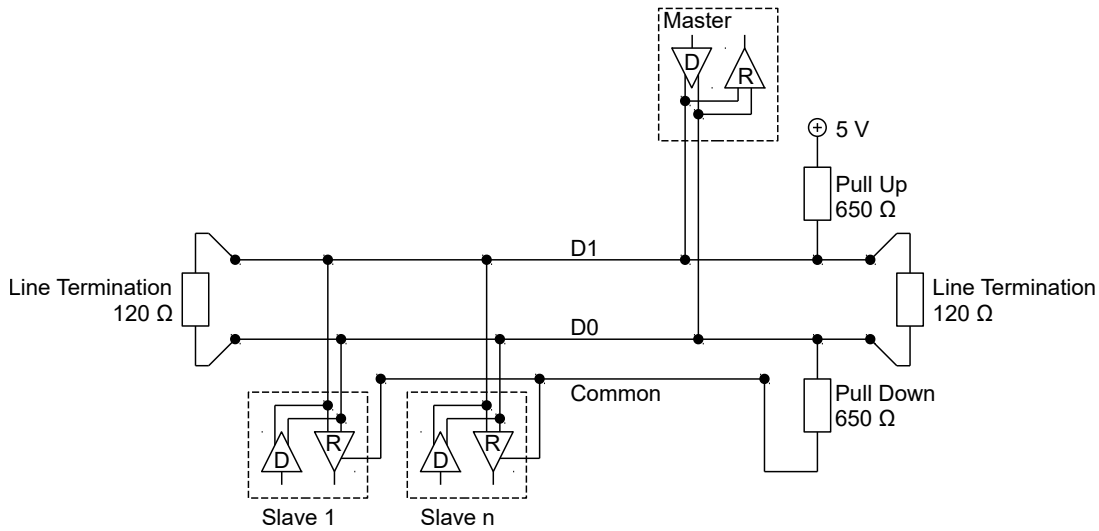 Master
D
R
5 V
Pull Up
650 Ω
D1
Line Termination
120 Ω
Line Termination
120 Ω
D0
Common
Pull Down
650 Ω
D
R
D
R
Slave 1
Slave n